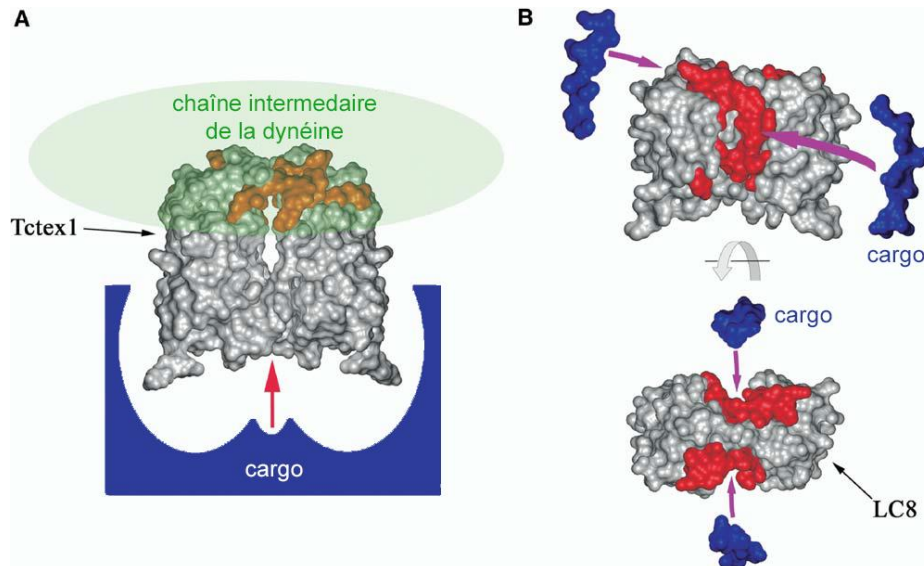 A
chaîne intermedaire
de la dynéine
Tctex1
cargo
B
cargo
cargo
LC8